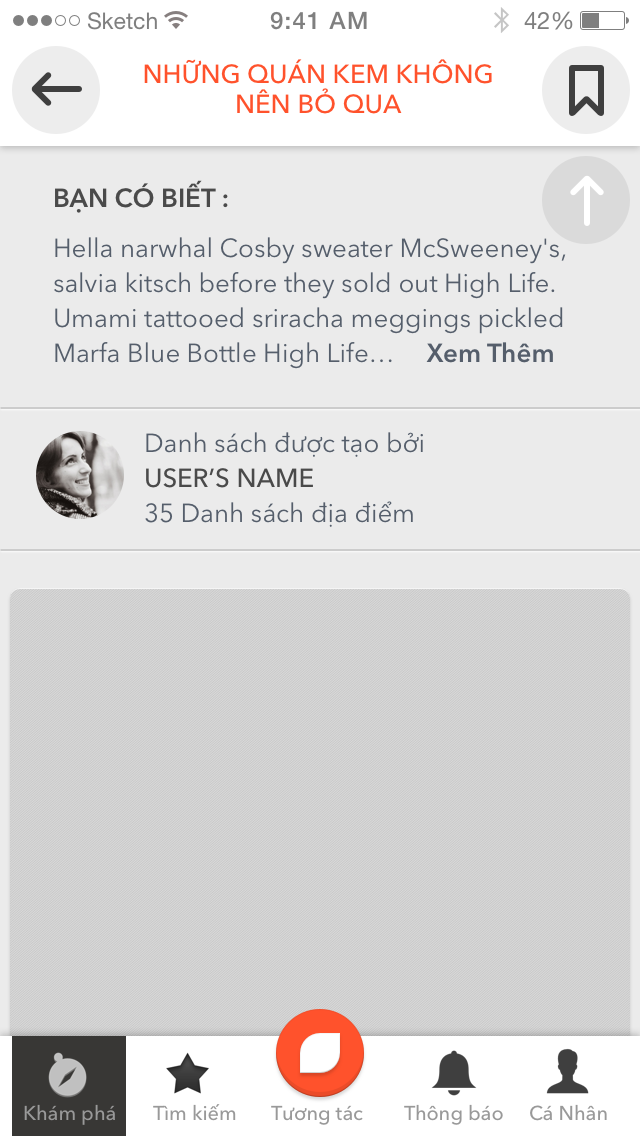 Sketch 9:41 AM 42%
NHỮNG QUÁN KEM KHÔNG
NÊN BỎ QUA
BẠN CÓ BIẾT :
Hella narwhal Cosby sweater McSweeney's,
salvia kitsch before they sold out High Life.
Umami tattooed sriracha meggings pickled
Marfa Blue Bottle High Life… Xem Thêm
Danh sách được tạo bởi
USER’S NAME
35 Danh sách địa điểm
Khám phá Tìm kiếm Tương tác Thông báo Cá Nhân